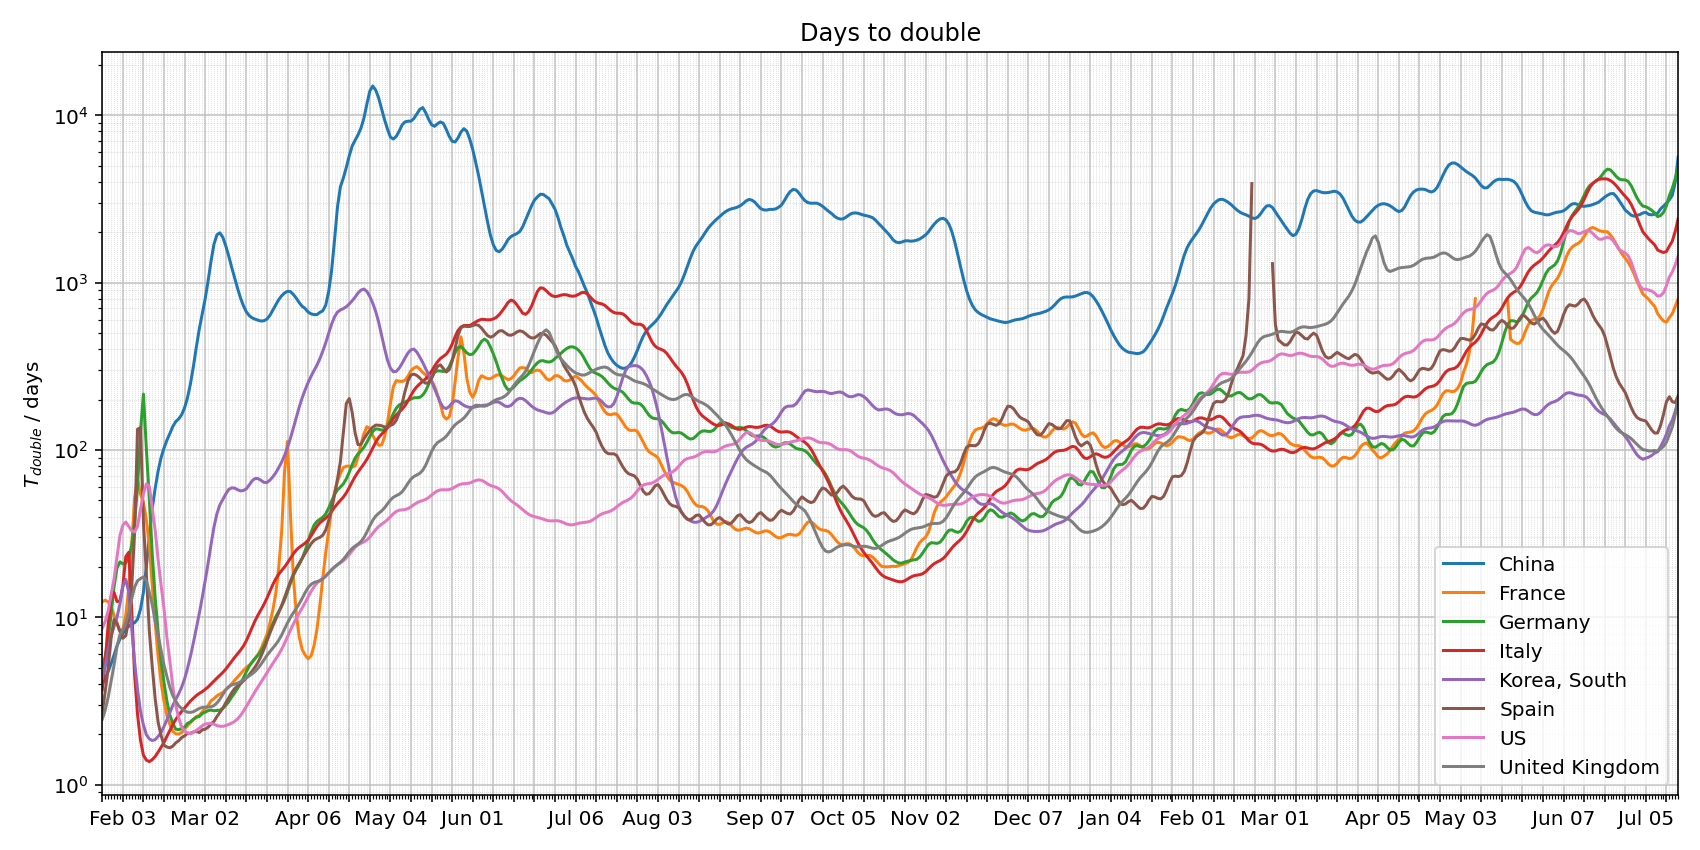 Days to double
T_double / days
10^4
10^3
10^2
10^1
10^0
Feb 03 Mar 02 Apr 06 May 04 Jun 01 Jul 06 Aug 03 Sep 07 Oct 05 Nov 02 Dec 07 Jan 04 Feb 01 Mar 01 Apr 05 May 03 Jun 07 Jul 05
China
France
Germany
Italy
Korea, South
Spain
US
United Kingdom